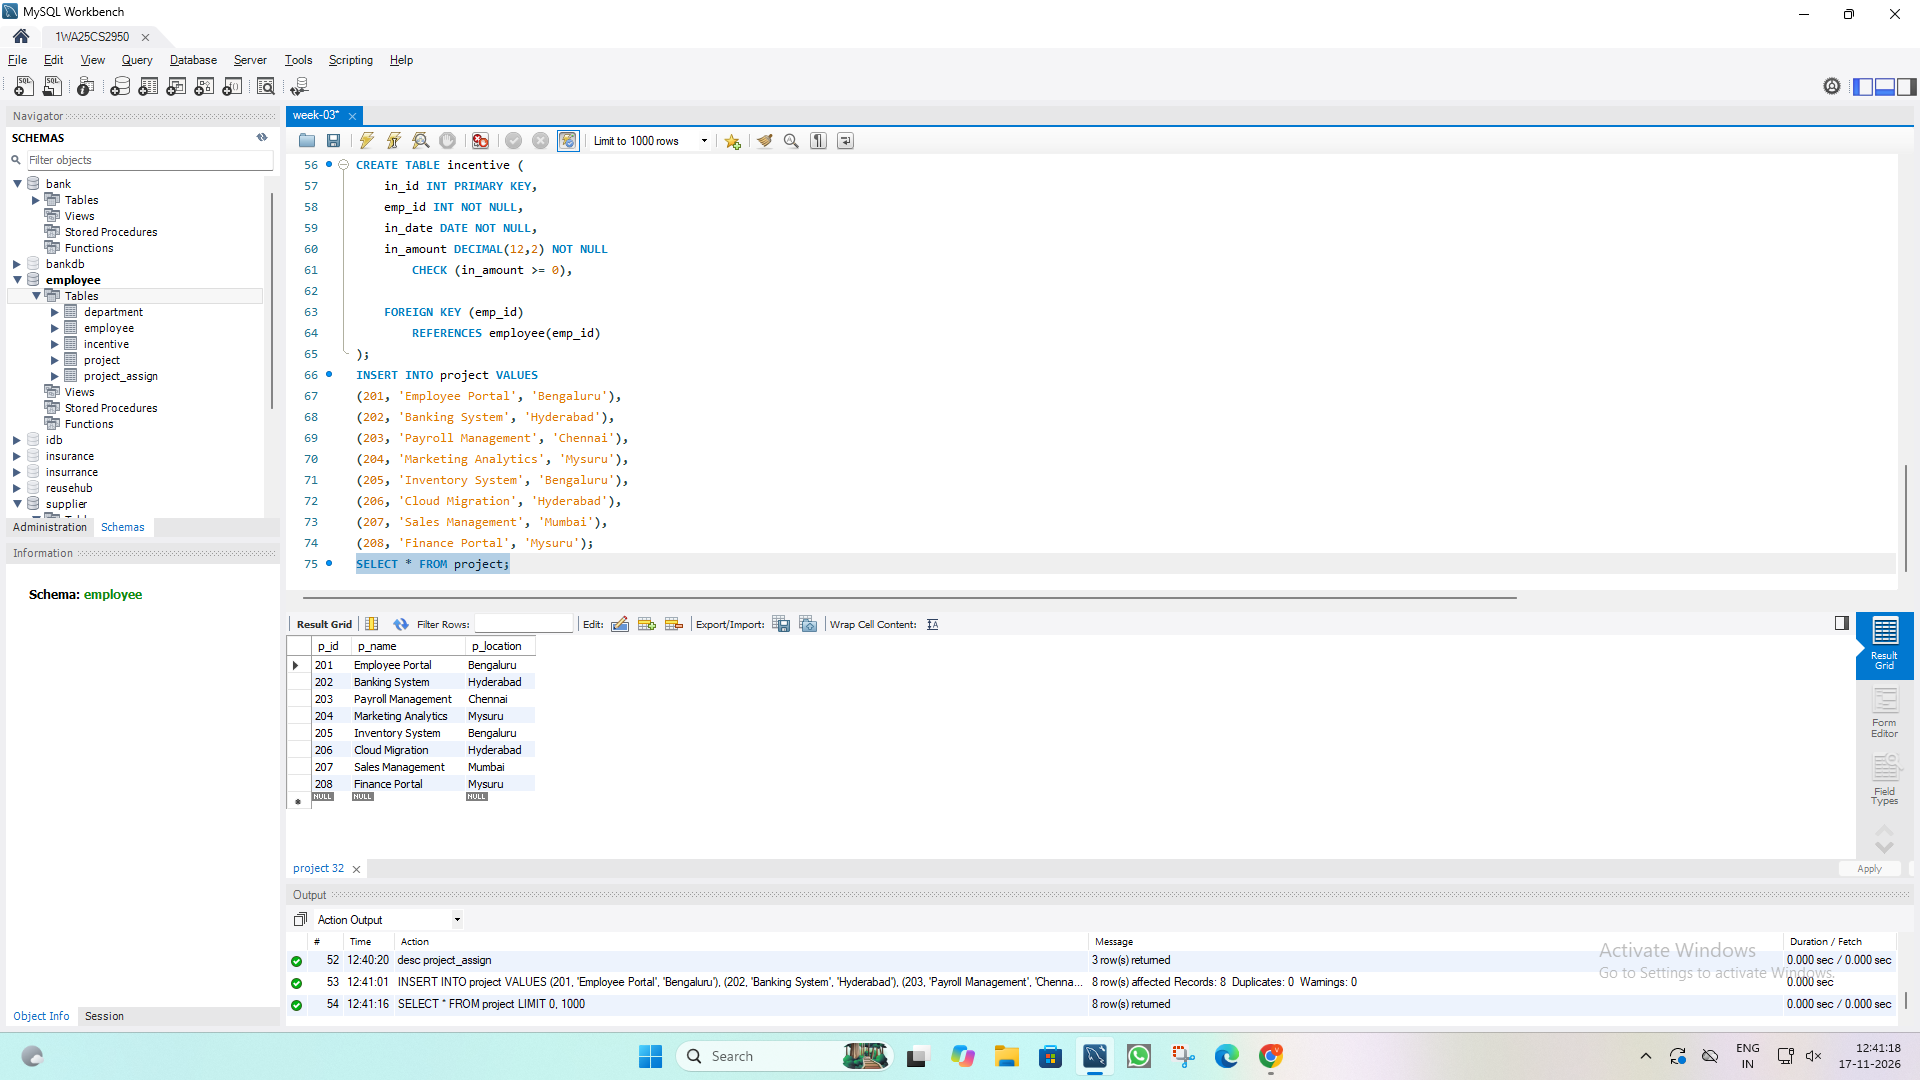 MySQL Workbench
1WA25CS2950
File Edit View Query Database Server Tools Scripting Help
Navigator
SCHEMAS
Filter objects
bank
Tables
Views
Stored Procedures
Functions
bankdb
employee
Tables
department
employee
incentive
project
project_assign
Views
Stored Procedures
Functions
idb
insurance
insurrance
reusehub
supplier
Administration Schemas
Information
Schema: employee
Object Info Session
week-03*
Limit to 1000 rows
56 CREATE TABLE incentive (
57 in_id INT PRIMARY KEY,
58 emp_id INT NOT NULL,
59 in_date DATE NOT NULL,
60 in_amount DECIMAL(12,2) NOT NULL
61 CHECK (in_amount >= 0),
62
63 FOREIGN KEY (emp_id)
64 REFERENCES employee(emp_id)
65 );
66 INSERT INTO project VALUES
67 (201, 'Employee Portal', 'Bengaluru'),
68 (202, 'Banking System', 'Hyderabad'),
69 (203, 'Payroll Management', 'Chennai'),
70 (204, 'Marketing Analytics', 'Mysuru'),
71 (205, 'Inventory System', 'Bengaluru'),
72 (206, 'Cloud Migration', 'Hyderabad'),
73 (207, 'Sales Management', 'Mumbai'),
74 (208, 'Finance Portal', 'Mysuru');
75 SELECT * FROM project;
Result Grid Filter Rows: Edit: Export/Import: Wrap Cell Content:
p_id p_name p_location
201 Employee Portal Bengaluru
202 Banking System Hyderabad
203 Payroll Management Chennai
204 Marketing Analytics Mysuru
205 Inventory System Bengaluru
206 Cloud Migration Hyderabad
207 Sales Management Mumbai
208 Finance Portal Mysuru
NULL NULL NULL
Result
Grid
Form
Editor
Field
Types
project 32
Apply
Output
Action Output
# Time Action Message Duration / Fetch
52 12:40:20 desc project_assign 3 row(s) returned 0.000 sec / 0.000 sec
53 12:41:01 INSERT INTO project VALUES (201, 'Employee Portal', 'Bengaluru'), (202, 'Banking System', 'Hyderabad'), (203, 'Payroll Management', 'Chenna... 8 row(s) affected Records: 8 Duplicates: 0 Warnings: 0 0.000 sec
54 12:41:16 SELECT * FROM project LIMIT 0, 1000 8 row(s) returned 0.000 sec / 0.000 sec
Activate Windows
Go to Settings to activate Windows.
Search
ENG
IN
12:41:18
17-11-2026